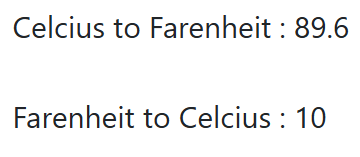 Celcius to Farenheit : 89.6
Farenheit to Celcius : 10